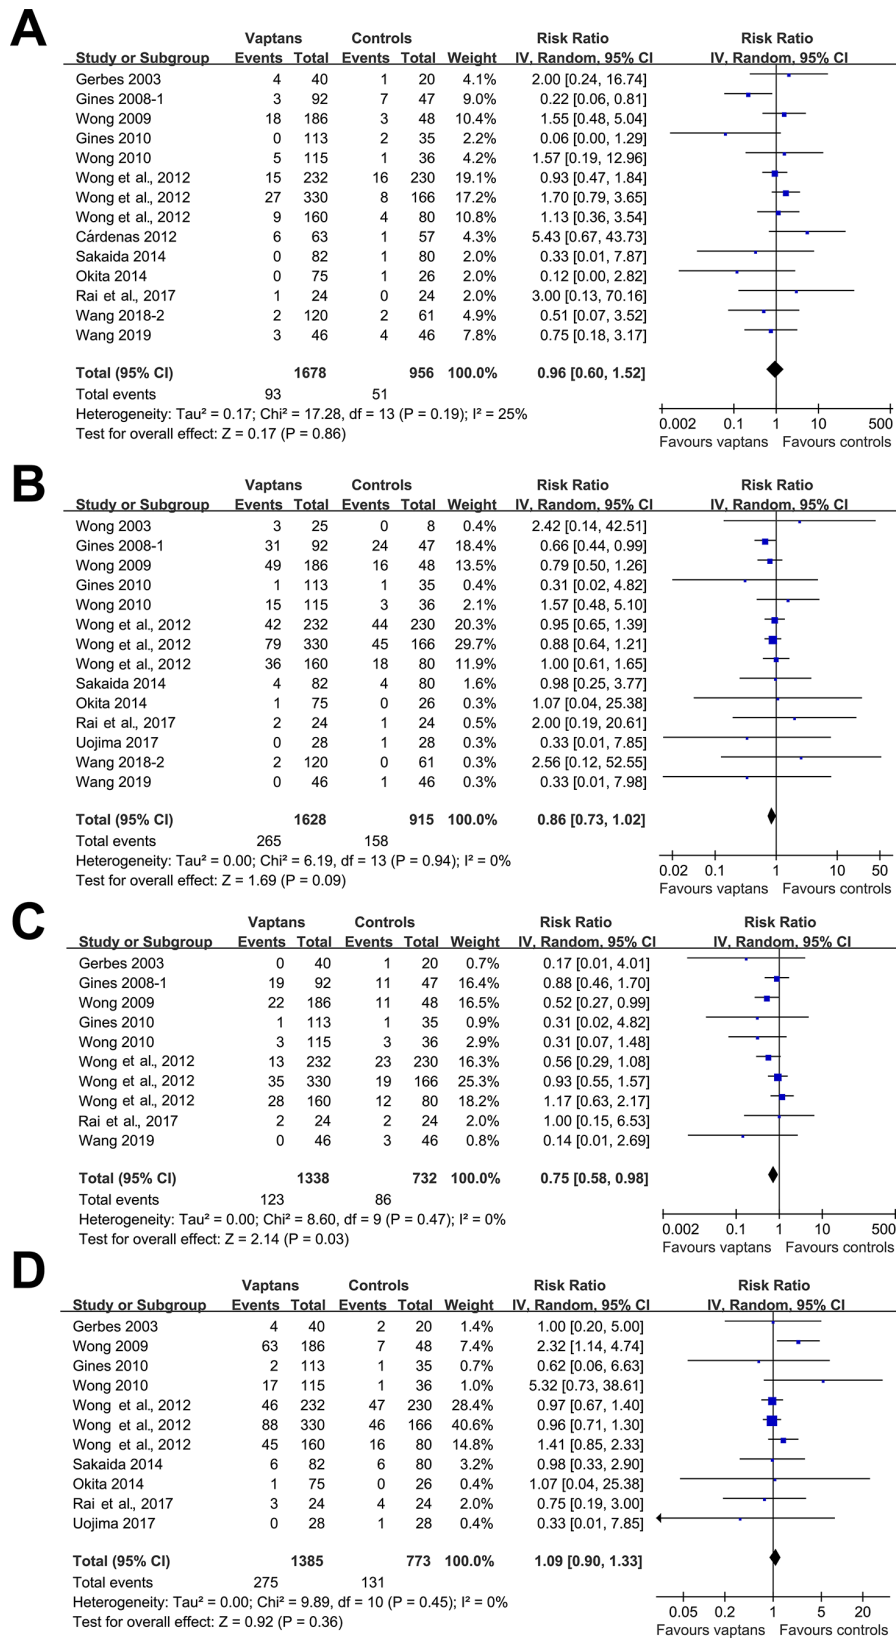 A
Vaptans Controls Risk Ratio Risk Ratio
Study or Subgroup Events Total Events Total Weight IV, Random, 95% CI IV, Random, 95% CI
Gerbes 2003 4 40 1 20 4.1% 2.00 [0.24, 16.74]
Gines 2008-1 3 92 7 47 9.0% 0.22 [0.06, 0.81]
Wong 2009 18 186 3 48 10.4% 1.55 [0.48, 5.04]
Gines 2010 0 113 2 35 2.2% 0.06 [0.00, 1.29]
Wong 2010 5 115 1 36 4.2% 1.57 [0.19, 12.96]
Wong et al., 2012 15 232 16 230 19.1% 0.93 [0.47, 1.84]
Wong et al., 2012 27 330 8 166 17.2% 1.70 [0.79, 3.65]
Wong et al., 2012 9 160 4 80 10.8% 1.13 [0.36, 3.54]
Cárdenas 2012 6 63 1 57 4.3% 5.43 [0.67, 43.73]
Sakaida 2014 0 82 1 80 2.0% 0.33 [0.01, 7.87]
Okita 2014 0 75 1 26 2.0% 0.12 [0.00, 2.82]
Rai et al., 2017 1 24 0 24 2.0% 3.00 [0.13, 70.16]
Wang 2018-2 2 120 2 61 4.9% 0.51 [0.07, 3.52]
Wang 2019 3 46 4 46 7.8% 0.75 [0.18, 3.17]
Total (95% CI) 1678 956 100.0% 0.96 [0.60, 1.52]
Total events 93 51
Heterogeneity: Tau² = 0.17; Chi² = 17.28, df = 13 (P = 0.19); I² = 25%
Test for overall effect: Z = 0.17 (P = 0.86)
0.002 0.1 1 10 500
Favours vaptans Favours controls
B
Vaptans Controls Risk Ratio Risk Ratio
Study or Subgroup Events Total Events Total Weight IV, Random, 95% CI IV, Random, 95% CI
Wong 2003 3 25 0 8 0.4% 2.42 [0.14, 42.51]
Gines 2008-1 31 92 24 47 18.4% 0.66 [0.44, 0.99]
Wong 2009 49 186 16 48 13.5% 0.79 [0.50, 1.26]
Gines 2010 1 113 1 35 0.4% 0.31 [0.02, 4.82]
Wong 2010 15 115 3 36 2.1% 1.57 [0.48, 5.10]
Wong et al., 2012 42 232 44 230 20.3% 0.95 [0.65, 1.39]
Wong et al., 2012 79 330 45 166 29.7% 0.88 [0.64, 1.21]
Wong et al., 2012 36 160 18 80 11.9% 1.00 [0.61, 1.65]
Sakaida 2014 4 82 4 80 1.6% 0.98 [0.25, 3.77]
Okita 2014 1 75 0 26 0.3% 1.07 [0.04, 25.38]
Rai et al., 2017 2 24 1 24 0.5% 2.00 [0.19, 20.61]
Uojima 2017 0 28 1 28 0.3% 0.33 [0.01, 7.85]
Wang 2018-2 2 120 0 61 0.3% 2.56 [0.12, 52.55]
Wang 2019 0 46 1 46 0.3% 0.33 [0.01, 7.98]
Total (95% CI) 1628 915 100.0% 0.86 [0.73, 1.02]
Total events 265 158
Heterogeneity: Tau² = 0.00; Chi² = 6.19, df = 13 (P = 0.94); I² = 0%
Test for overall effect: Z = 1.69 (P = 0.09)
0.02 0.1 1 10 50
Favours vaptans Favours controls
C
Vaptans Controls Risk Ratio Risk Ratio
Study or Subgroup Events Total Events Total Weight IV, Random, 95% CI IV, Random, 95% CI
Gerbes 2003 0 40 1 20 0.7% 0.17 [0.01, 4.01]
Gines 2008-1 19 92 11 47 16.4% 0.88 [0.46, 1.70]
Wong 2009 22 186 11 48 16.5% 0.52 [0.27, 0.99]
Gines 2010 1 113 1 35 0.9% 0.31 [0.02, 4.82]
Wong 2010 3 115 3 36 2.9% 0.31 [0.07, 1.48]
Wong et al., 2012 13 232 23 230 16.3% 0.56 [0.29, 1.08]
Wong et al., 2012 35 330 19 166 25.3% 0.93 [0.55, 1.57]
Wong et al., 2012 28 160 12 80 18.2% 1.17 [0.63, 2.17]
Rai et al., 2017 2 24 2 24 2.0% 1.00 [0.15, 6.53]
Wang 2019 0 46 3 46 0.8% 0.14 [0.01, 2.69]
Total (95% CI) 1338 732 100.0% 0.75 [0.58, 0.98]
Total events 123 86
Heterogeneity: Tau² = 0.00; Chi² = 8.60, df = 9 (P = 0.47); I² = 0%
Test for overall effect: Z = 2.14 (P = 0.03)
0.002 0.1 1 10 500
Favours vaptans Favours controls
D
Vaptans Controls Risk Ratio Risk Ratio
Study or Subgroup Events Total Events Total Weight IV, Random, 95% CI IV, Random, 95% CI
Gerbes 2003 4 40 2 20 1.4% 1.00 [0.20, 5.00]
Wong 2009 63 186 7 48 7.4% 2.32 [1.14, 4.74]
Gines 2010 2 113 1 35 0.7% 0.62 [0.06, 6.63]
Wong 2010 17 115 1 36 1.0% 5.32 [0.73, 38.61]
Wong et al., 2012 46 232 47 230 28.4% 0.97 [0.67, 1.40]
Wong et al., 2012 88 330 46 166 40.6% 0.96 [0.71, 1.30]
Wong et al., 2012 45 160 16 80 14.8% 1.41 [0.85, 2.33]
Sakaida 2014 6 82 6 80 3.2% 0.98 [0.33, 2.90]
Okita 2014 1 75 0 26 0.4% 1.07 [0.04, 25.38]
Rai et al., 2017 3 24 4 24 2.0% 0.75 [0.19, 3.00]
Uojima 2017 0 28 1 28 0.4% 0.33 [0.01, 7.85]
Total (95% CI) 1385 773 100.0% 1.09 [0.90, 1.33]
Total events 275 131
Heterogeneity: Tau² = 0.00; Chi² = 9.89, df = 10 (P = 0.45); I² = 0%
Test for overall effect: Z = 0.92 (P = 0.36)
0.05 0.2 1 5 20
Favours vaptans Favours controls